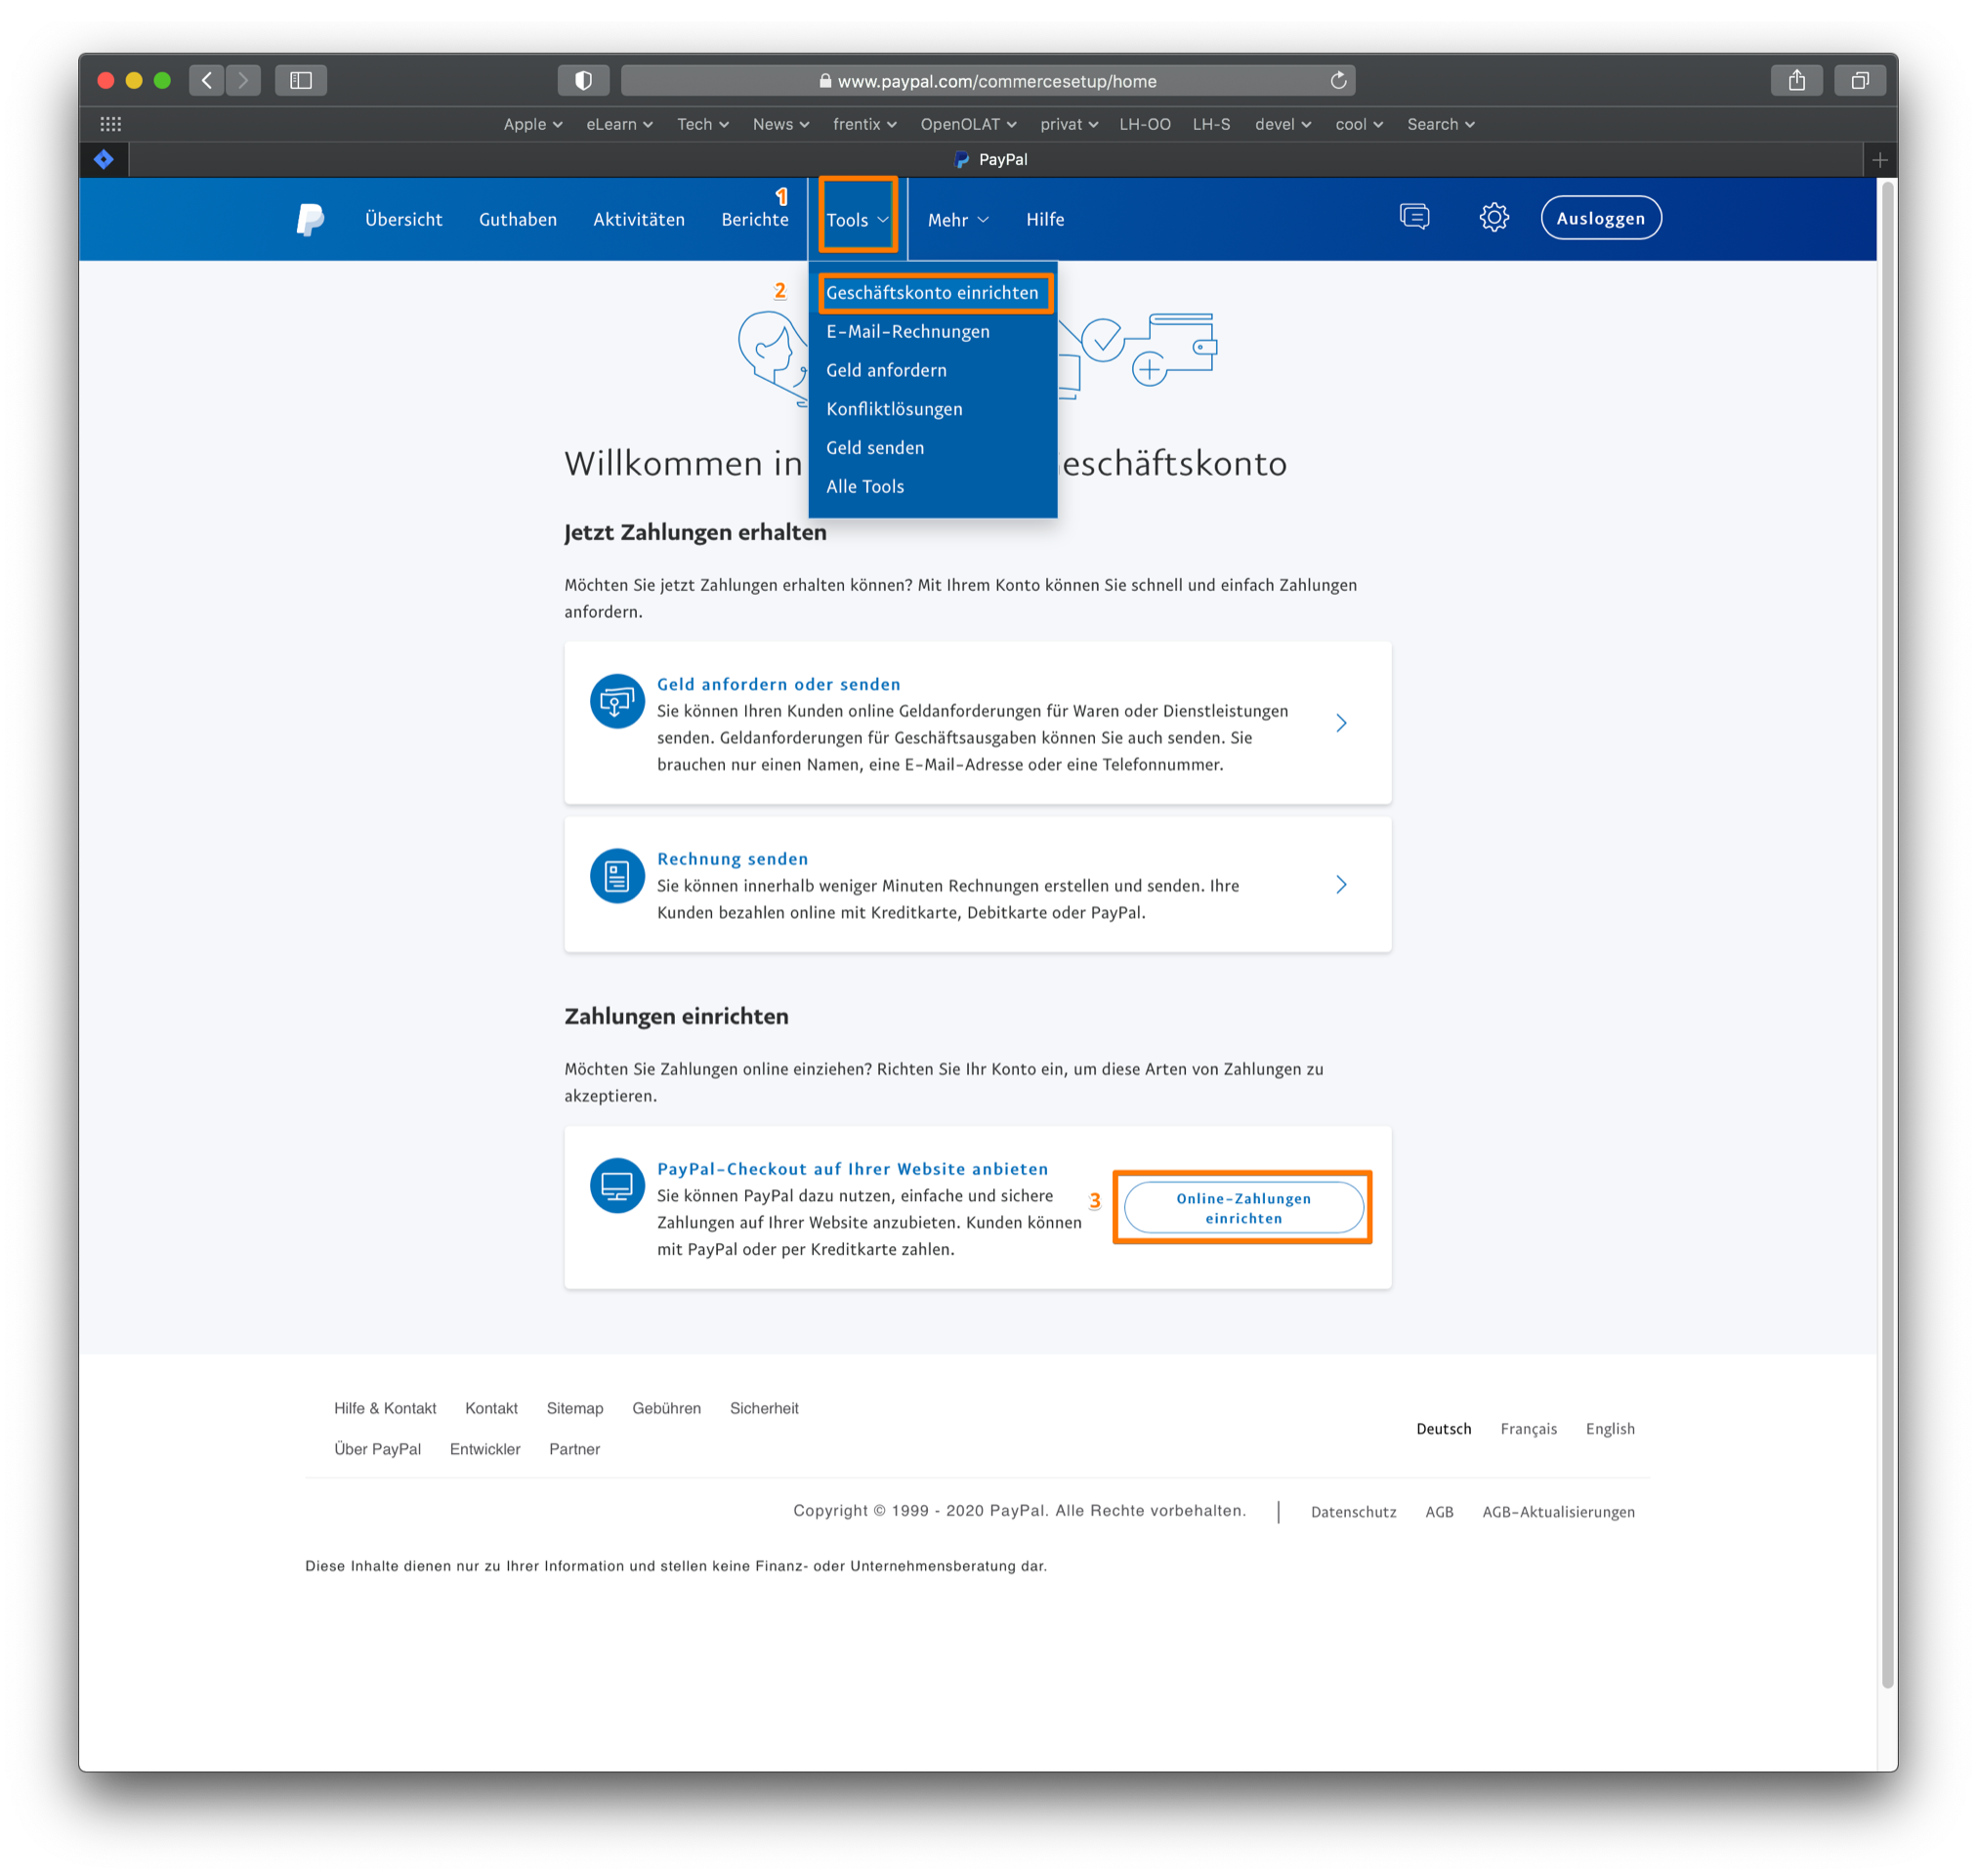 www.paypal.com/commercesetup/home
Apple eLearn Tech News frentix OpenOLAT privat LH-OO LH-S devel cool Search
PayPal
1
Übersicht Guthaben Aktivitäten Berichte Tools Mehr Hilfe Ausloggen
2
Geschäftskonto einrichten
E-Mail-Rechnungen
Geld anfordern
Konfliktlösungen
Geld senden
Alle Tools
Willkommen in eschäftskonto
Jetzt Zahlungen erhalten
Möchten Sie jetzt Zahlungen erhalten können? Mit Ihrem Konto können Sie schnell und einfach Zahlungen
anfordern.
Geld anfordern oder senden
Sie können Ihren Kunden online Geldanforderungen für Waren oder Dienstleistungen
senden. Geldanforderungen für Geschäftsausgaben können Sie auch senden. Sie
brauchen nur einen Namen, eine E-Mail-Adresse oder eine Telefonnummer.
Rechnung senden
Sie können innerhalb weniger Minuten Rechnungen erstellen und senden. Ihre
Kunden bezahlen online mit Kreditkarte, Debitkarte oder PayPal.
Zahlungen einrichten
Möchten Sie Zahlungen online einziehen? Richten Sie Ihr Konto ein, um diese Arten von Zahlungen zu
akzeptieren.
PayPal-Checkout auf Ihrer Website anbieten
Sie können PayPal dazu nutzen, einfache und sichere
Zahlungen auf Ihrer Website anzubieten. Kunden können
mit PayPal oder per Kreditkarte zahlen.
3
Online-Zahlungen
einrichten
Hilfe & Kontakt Kontakt Sitemap Gebühren Sicherheit
Über PayPal Entwickler Partner
Deutsch Français English
Copyright © 1999 - 2020 PayPal. Alle Rechte vorbehalten. | Datenschutz AGB AGB-Aktualisierungen
Diese Inhalte dienen nur zu Ihrer Information und stellen keine Finanz- oder Unternehmensberatung dar.